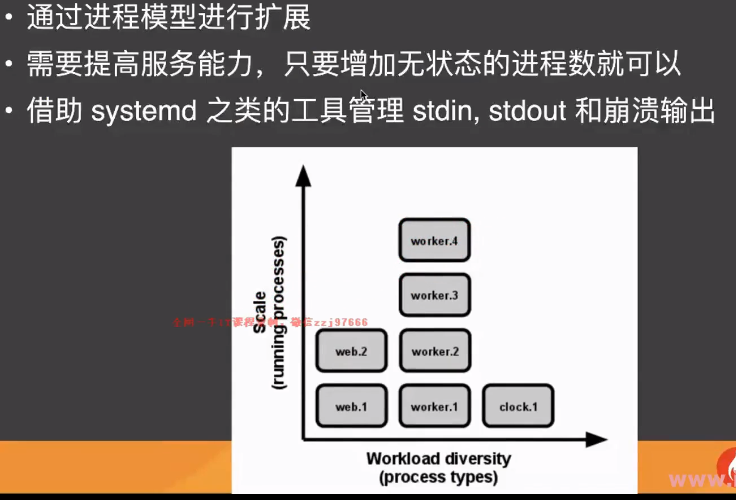 • 通过进程模型进行扩展
• 需要提高服务能力，只要增加无状态的进程数就可以
• 借助 systemd 之类的工具管理 stdin, stdout 和崩溃输出
Scale
(running processes)
worker.4
worker.3
web.2
worker.2
web.1
worker.1
clock.1
zzj97666
Workload diversity
(process types)
www.